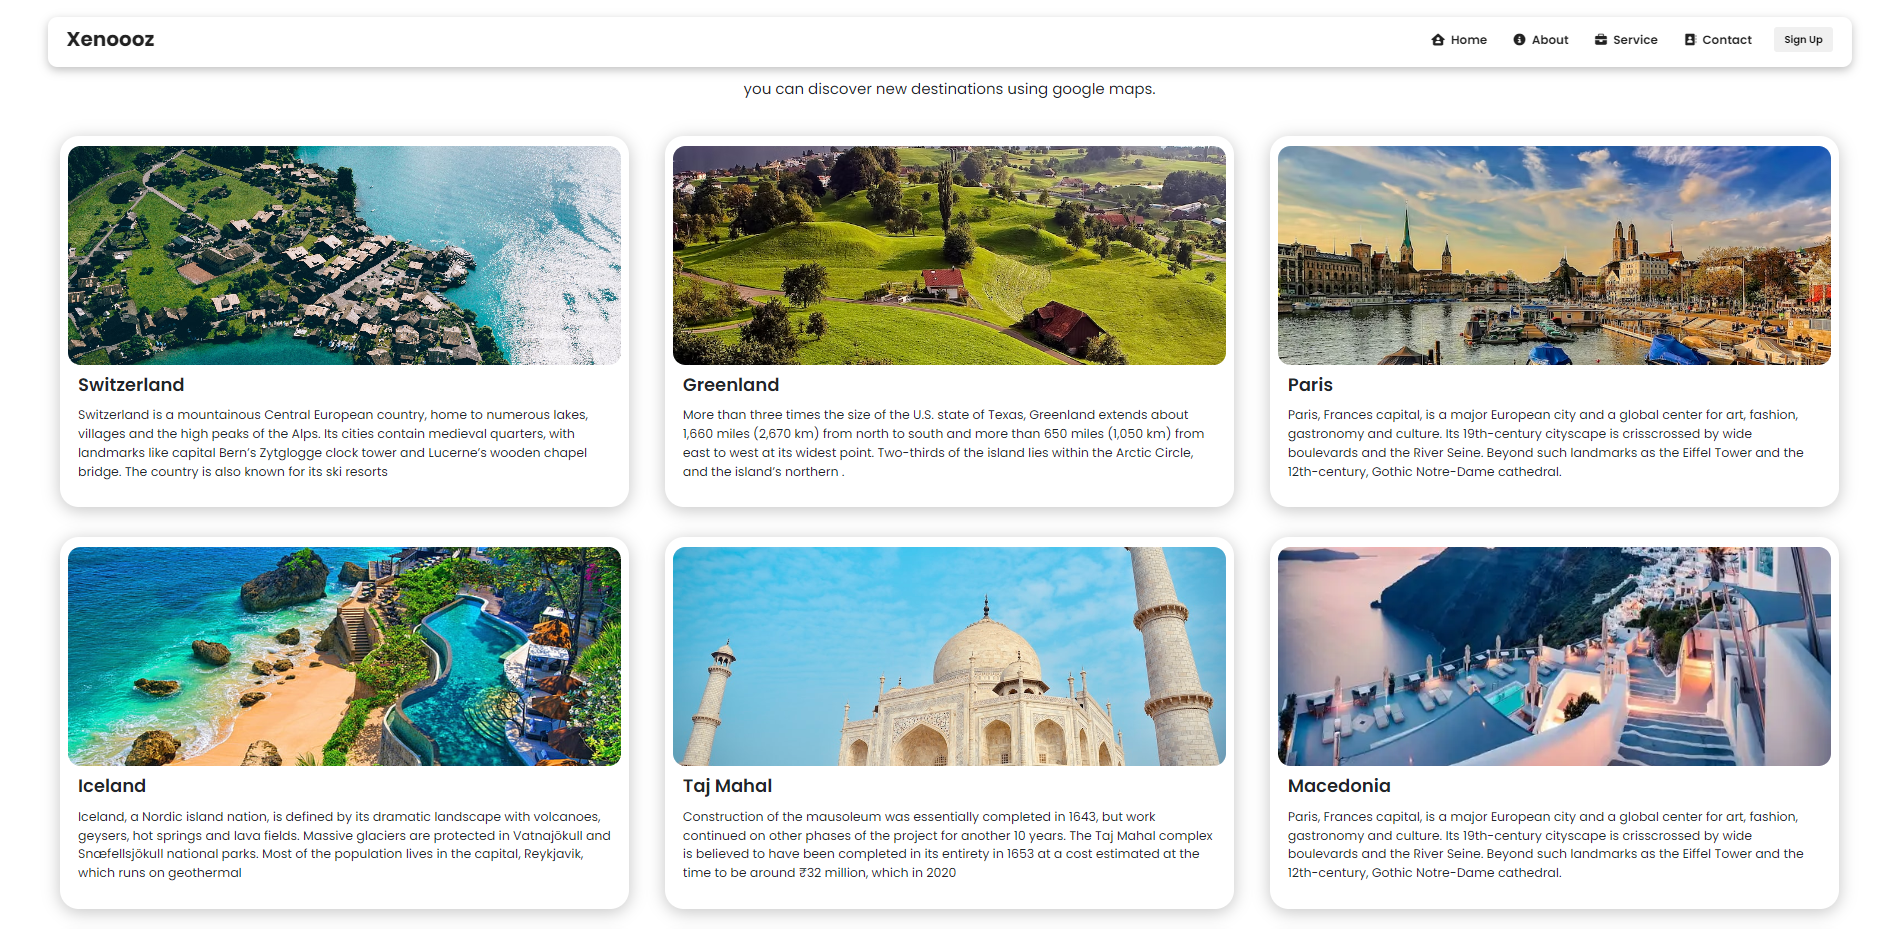 Xenoooz
Home About Service Contact Sign Up
you can discover new destinations using google maps.
Switzerland
Switzerland is a mountainous Central European country, home to numerous lakes,
villages and the high peaks of the Alps. Its cities contain medieval quarters, with
landmarks like capital Bern’s Zytglogge clock tower and Lucerne’s wooden chapel
bridge. The country is also known for its ski resorts
Greenland
More than three times the size of the U.S. state of Texas, Greenland extends about
1,660 miles (2,670 km) from north to south and more than 650 miles (1,050 km) from
east to west at its widest point. Two-thirds of the island lies within the Arctic Circle,
and the island’s northern .
Paris
Paris, Frances capital, is a major European city and a global center for art, fashion,
gastronomy and culture. Its 19th-century cityscape is crisscrossed by wide
boulevards and the River Seine. Beyond such landmarks as the Eiffel Tower and the
12th-century, Gothic Notre-Dame cathedral.
Iceland
Iceland, a Nordic island nation, is defined by its dramatic landscape with volcanoes,
geysers, hot springs and lava fields. Massive glaciers are protected in Vatnajökull and
Snæfellsjökull national parks. Most of the population lives in the capital, Reykjavik,
which runs on geothermal
Taj Mahal
Construction of the mausoleum was essentially completed in 1643, but work
continued on other phases of the project for another 10 years. The Taj Mahal complex
is believed to have been completed in its entirety in 1653 at a cost estimated at the
time to be around ₹32 million, which in 2020
Macedonia
Paris, Frances capital, is a major European city and a global center for art, fashion,
gastronomy and culture. Its 19th-century cityscape is crisscrossed by wide
boulevards and the River Seine. Beyond such landmarks as the Eiffel Tower and the
12th-century, Gothic Notre-Dame cathedral.